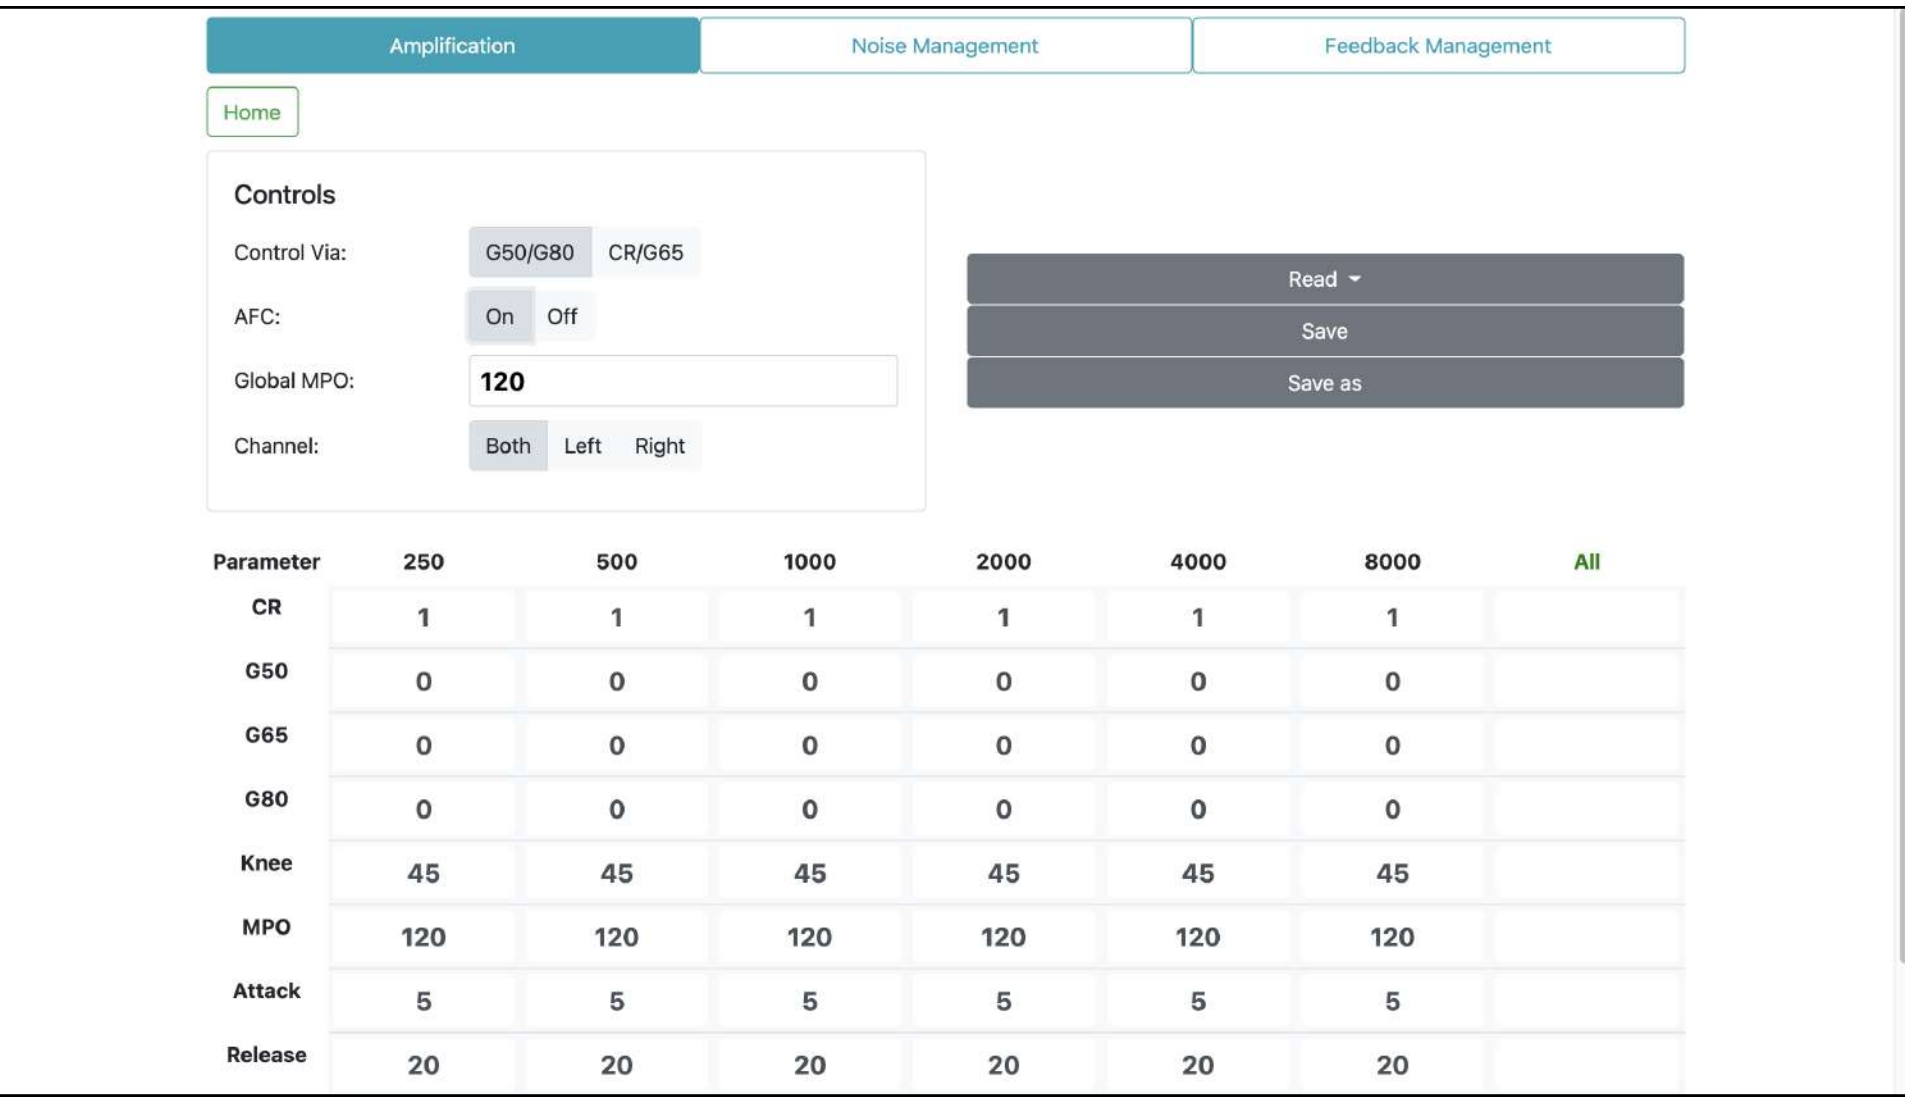 Amplification Noise Management Feedback Management
Home
Controls
Control Via: G50/G80 CR/G65
AFC: On Off
Global MPO: 120
Channel: Both Left Right
Read
Save
Save as
Parameter 250 500 1000 2000 4000 8000 All
CR 1 1 1 1 1 1
G50 0 0 0 0 0 0
G65 0 0 0 0 0 0
G80 0 0 0 0 0 0
Knee 45 45 45 45 45 45
MPO 120 120 120 120 120 120
Attack 5 5 5 5 5 5
Release 20 20 20 20 20 20